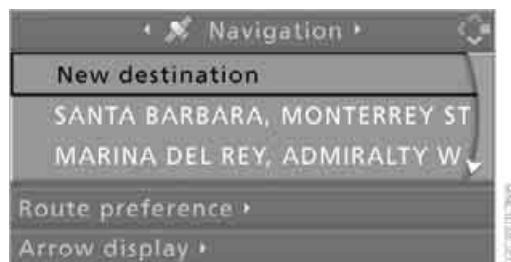 Navigation
New destination
SANTA BARBARA, MONTERREY ST
MARINA DEL REY, ADMIRALTY W
Route preference
Arrow display